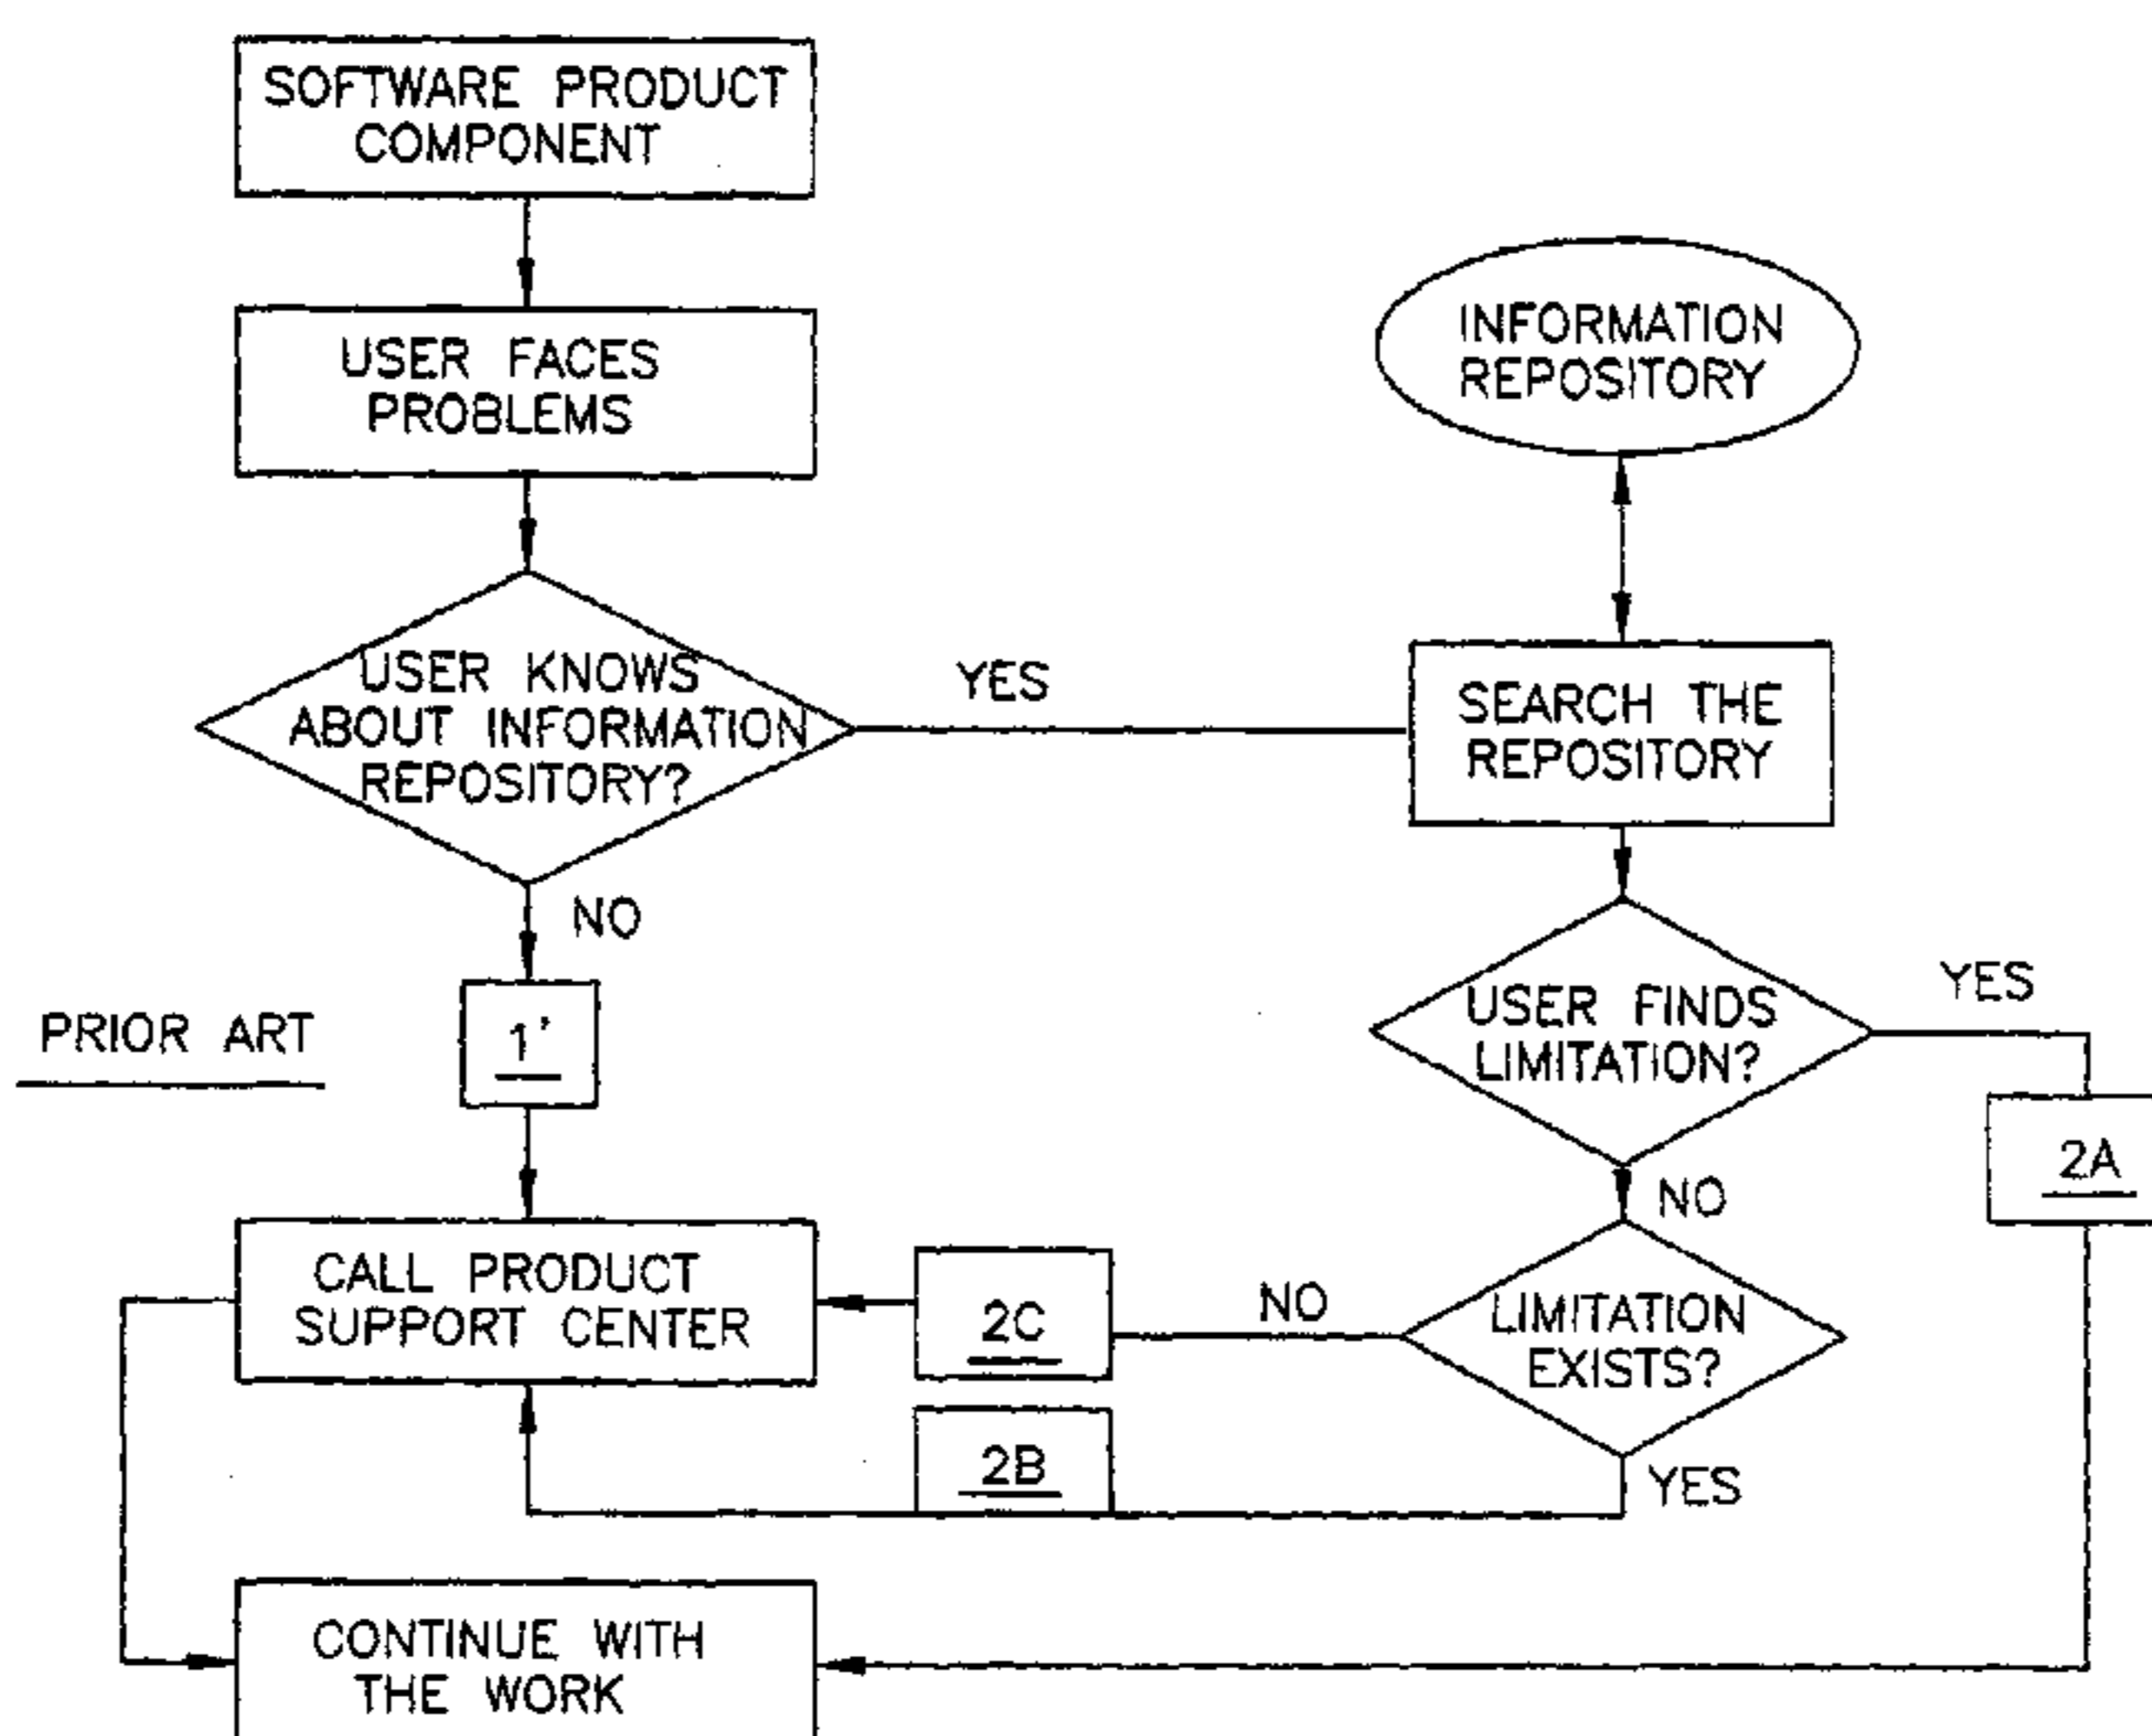 SOFTWARE PRODUCT
COMPONENT
USER FACES
PROBLEMS
INFORMATION
REPOSITORY
USER KNOWS
ABOUT INFORMATION
REPOSITORY?
YES
SEARCH THE
REPOSITORY
NO
PRIOR ART
1'
USER FINDS
LIMITATION?
YES
2A
NO
CALL PRODUCT
SUPPORT CENTER
2C
NO
LIMITATION
EXISTS?
2B
YES
CONTINUE WITH
THE WORK